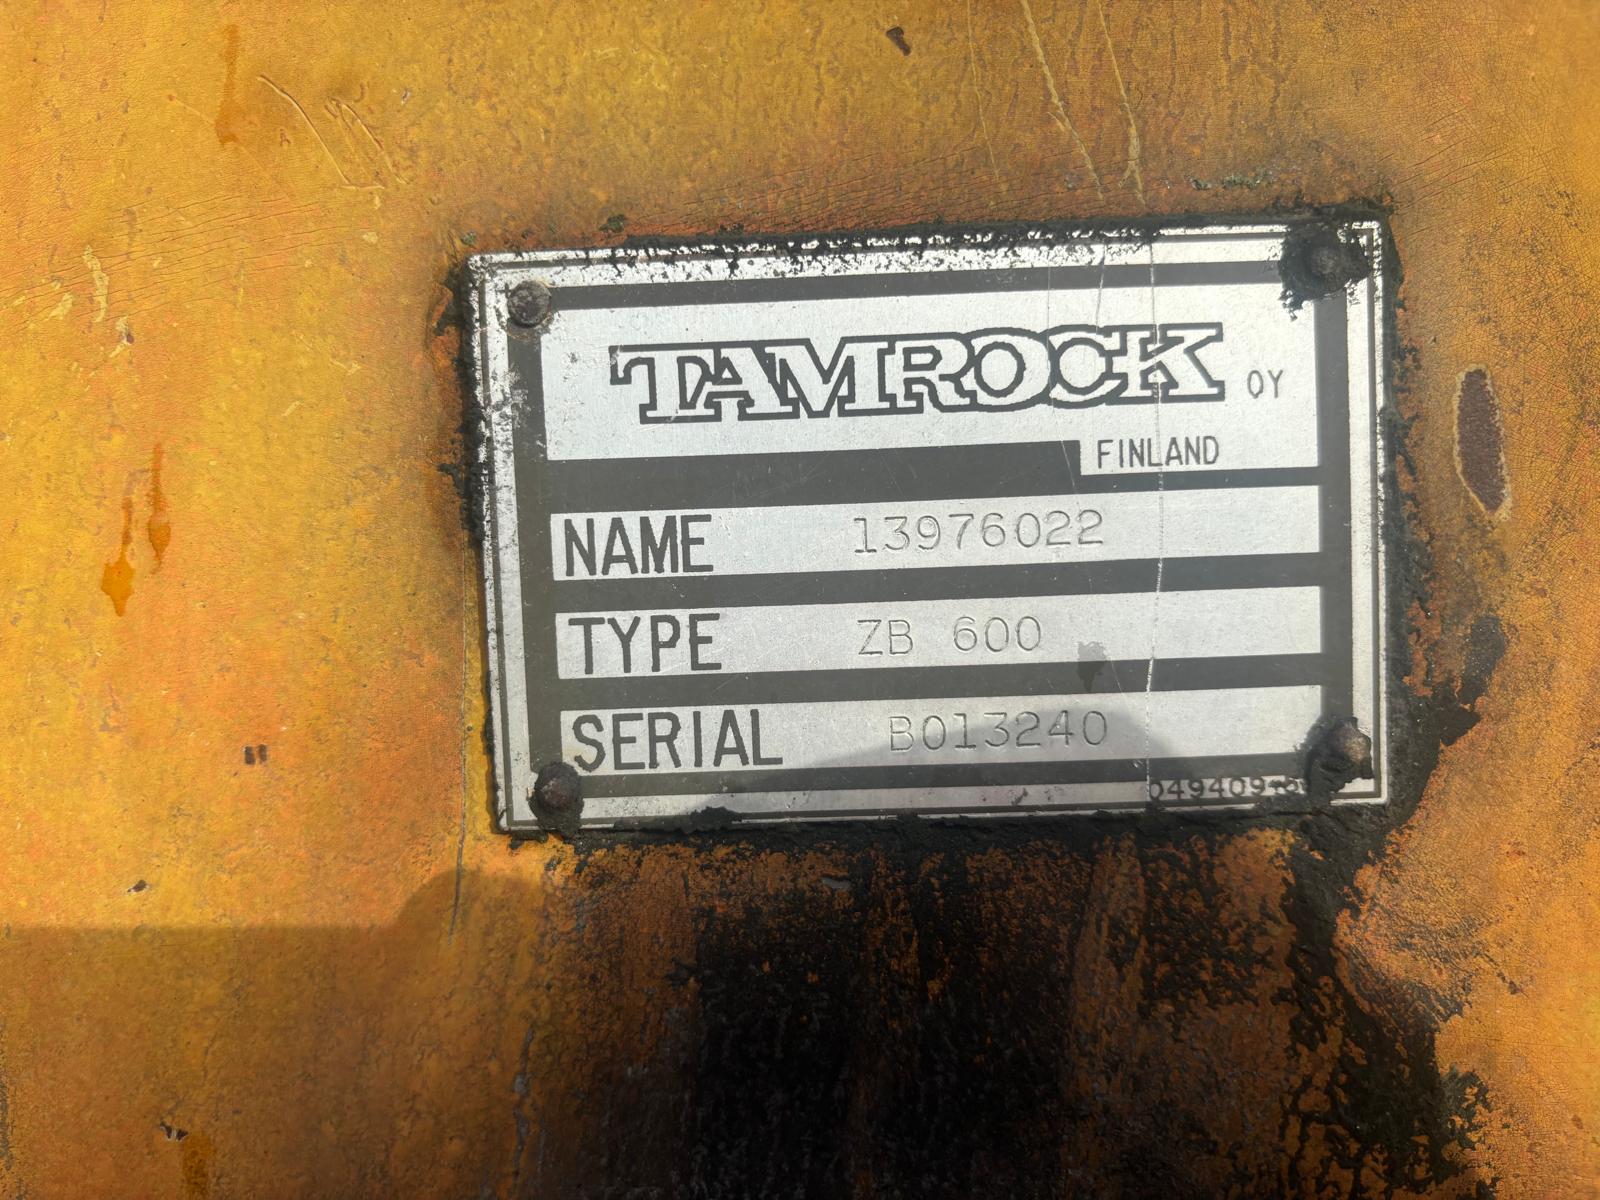 TAMROCK OY
FINLAND
NAME 13976022
TYPE ZB 600
SERIAL B013240